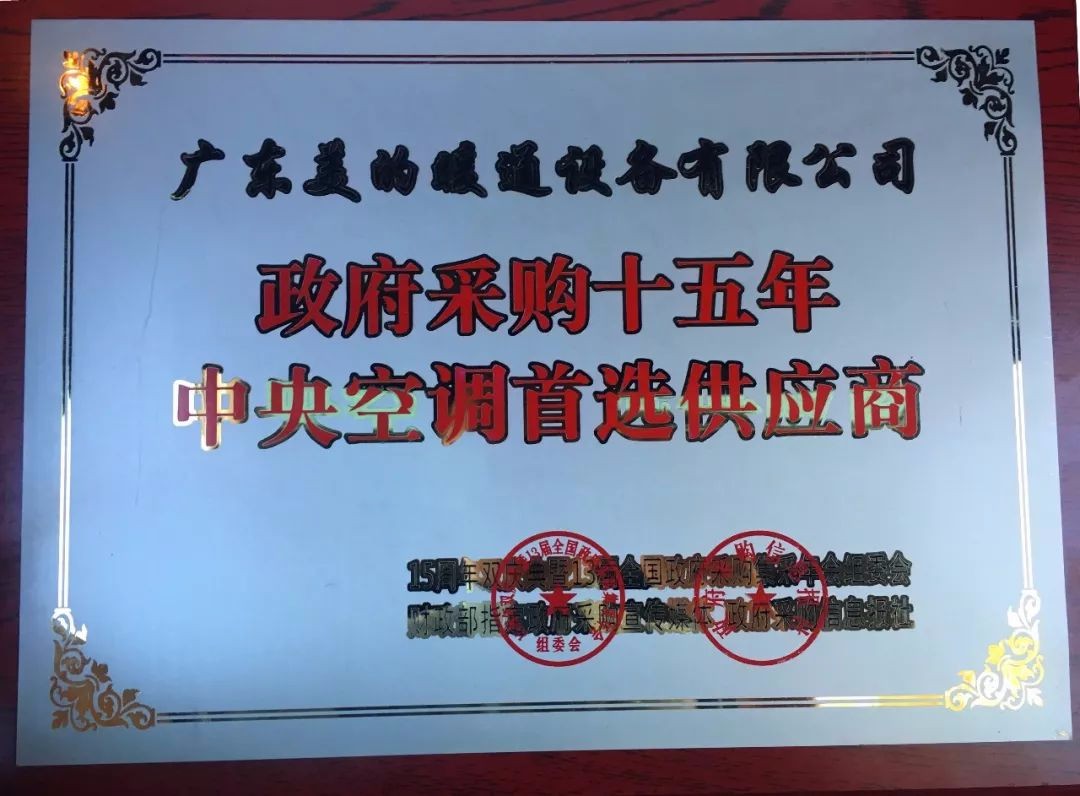 广东美的暖通设备有限公司
政府采购十五年
中央空调首选供应商
15周年双庆典暨13届全国政府采购集采年会组委会
财政部指定政府采购宣传媒体 政府采购信息报社
组委会